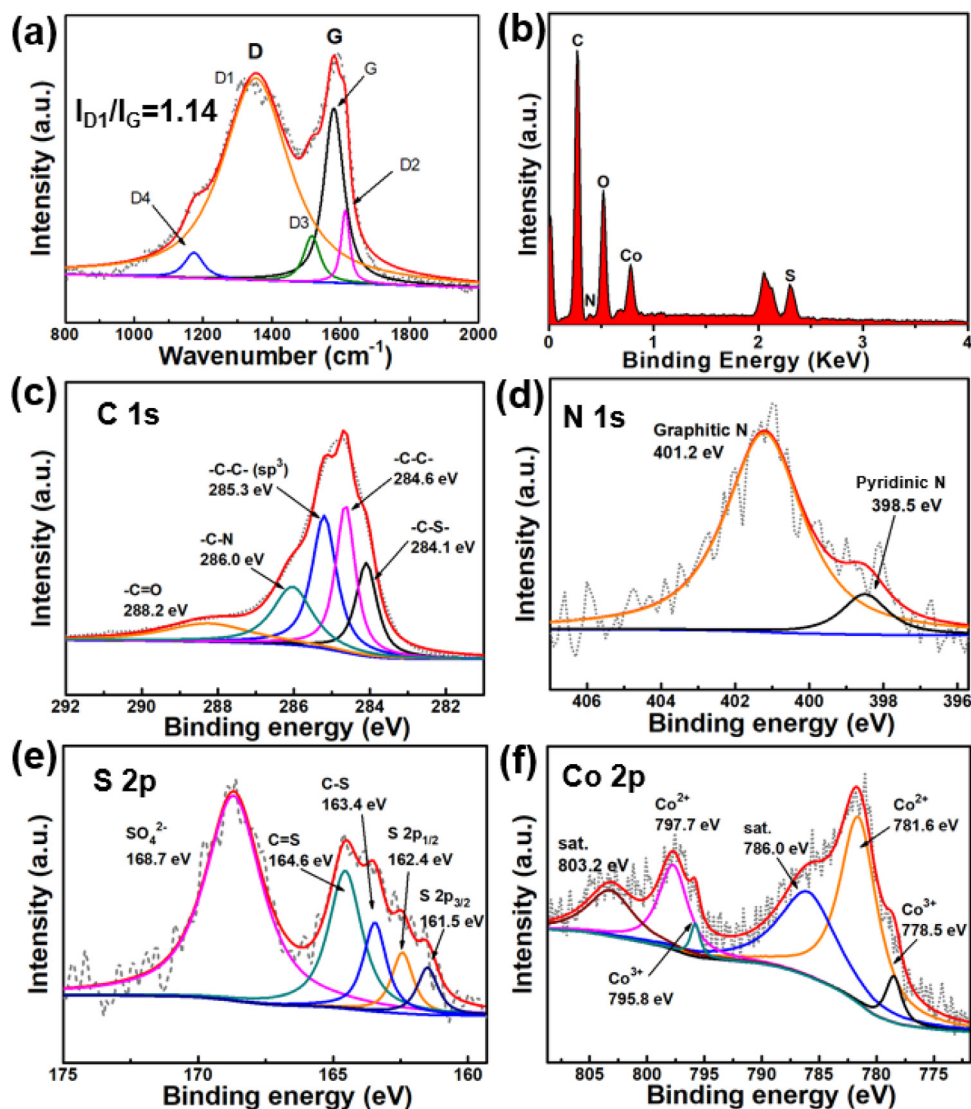 (a)
D
G
D1
G
I_D1/I_G=1.14
D2
D4
D3
Intensity (a.u.)
800 1000 1200 1400 1600 1800 2000
Wavenumber (cm⁻¹)
(b)
C
O
Co
N
S
Intensity (a.u.)
0 1 2 3 4
Binding Energy (KeV)
(c)
C 1s
-C-C- (sp³)
285.3 eV
-C-C-
284.6 eV
-C-N
286.0 eV
-C-S-
284.1 eV
-C=O
288.2 eV
Intensity (a.u.)
292 290 288 286 284 282
Binding energy (eV)
(d)
N 1s
Graphitic N
401.2 eV
Pyridinic N
398.5 eV
Intensity (a.u.)
406 404 402 400 398 396
Binding energy (eV)
(e)
S 2p
C-S
163.4 eV
SO₄²⁻
168.7 eV
C=S
164.6 eV
S 2p₁/₂
162.4 eV
S 2p₃/₂
161.5 eV
Intensity (a.u.)
175 170 165 160
Binding energy (eV)
(f)
Co 2p
Co²⁺
797.7 eV
Co²⁺
781.6 eV
sat.
803.2 eV
sat.
786.0 eV
Co³⁺
778.5 eV
Co³⁺
795.8 eV
Intensity (a.u.)
805 795 785 775
Binding energy (eV)